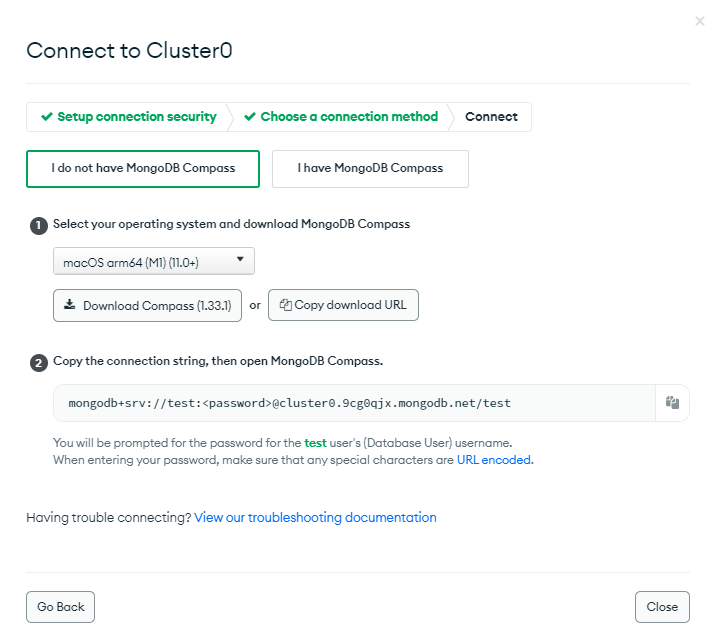 Connect to Cluster0
Setup connection security
Choose a connection method
Connect
I do not have MongoDB Compass
I have MongoDB Compass
1 Select your operating system and download MongoDB Compass
macOS arm64 (M1) (11.0+)
Download Compass (1.33.1) or Copy download URL
2 Copy the connection string, then open MongoDB Compass.
mongodb+srv://test:<password>@cluster0.9cg0qjx.mongodb.net/test
You will be prompted for the password for the test user's (Database User) username.
When entering your password, make sure that any special characters are URL encoded.
Having trouble connecting? View our troubleshooting documentation
Go Back
Close